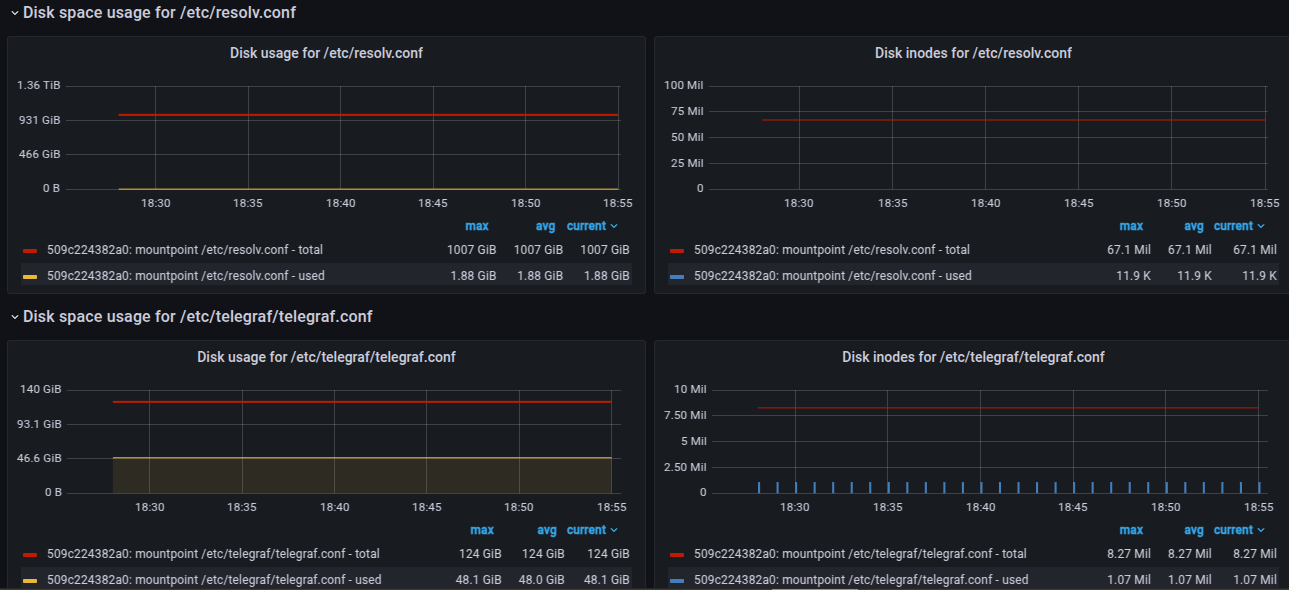 Disk space usage for /etc/resolv.conf
Disk usage for /etc/resolv.conf
1.36 TiB
931 GiB
466 GiB
0 B
18:30 18:35 18:40 18:45 18:50 18:55
max avg current
509c224382a0: mountpoint /etc/resolv.conf - total 1007 GiB 1007 GiB 1007 GiB
509c224382a0: mountpoint /etc/resolv.conf - used 1.88 GiB 1.88 GiB 1.88 GiB
Disk inodes for /etc/resolv.conf
100 Mil
75 Mil
50 Mil
25 Mil
0
18:30 18:35 18:40 18:45 18:50 18:55
max avg current
509c224382a0: mountpoint /etc/resolv.conf - total 67.1 Mil 67.1 Mil 67.1 Mil
509c224382a0: mountpoint /etc/resolv.conf - used 11.9 K 11.9 K 11.9 K
Disk space usage for /etc/telegraf/telegraf.conf
Disk usage for /etc/telegraf/telegraf.conf
140 GiB
93.1 GiB
46.6 GiB
0 B
18:30 18:35 18:40 18:45 18:50 18:55
max avg current
509c224382a0: mountpoint /etc/telegraf/telegraf.conf - total 124 GiB 124 GiB 124 GiB
509c224382a0: mountpoint /etc/telegraf/telegraf.conf - used 48.1 GiB 48.0 GiB 48.1 GiB
Disk inodes for /etc/telegraf/telegraf.conf
10 Mil
7.50 Mil
5 Mil
2.50 Mil
0
18:30 18:35 18:40 18:45 18:50 18:55
max avg current
509c224382a0: mountpoint /etc/telegraf/telegraf.conf - total 8.27 Mil 8.27 Mil 8.27 Mil
509c224382a0: mountpoint /etc/telegraf/telegraf.conf - used 1.07 Mil 1.07 Mil 1.07 Mil